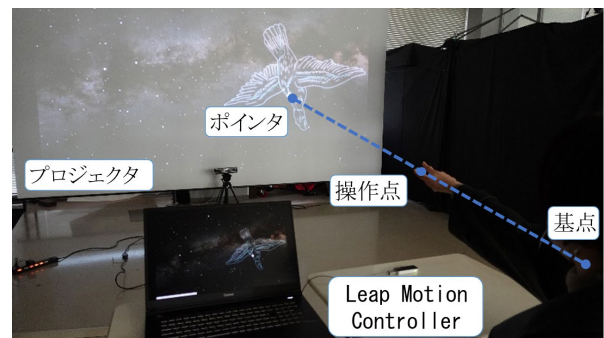 ポインタ
プロジェクタ
操作点
基点
Leap Motion
Controller